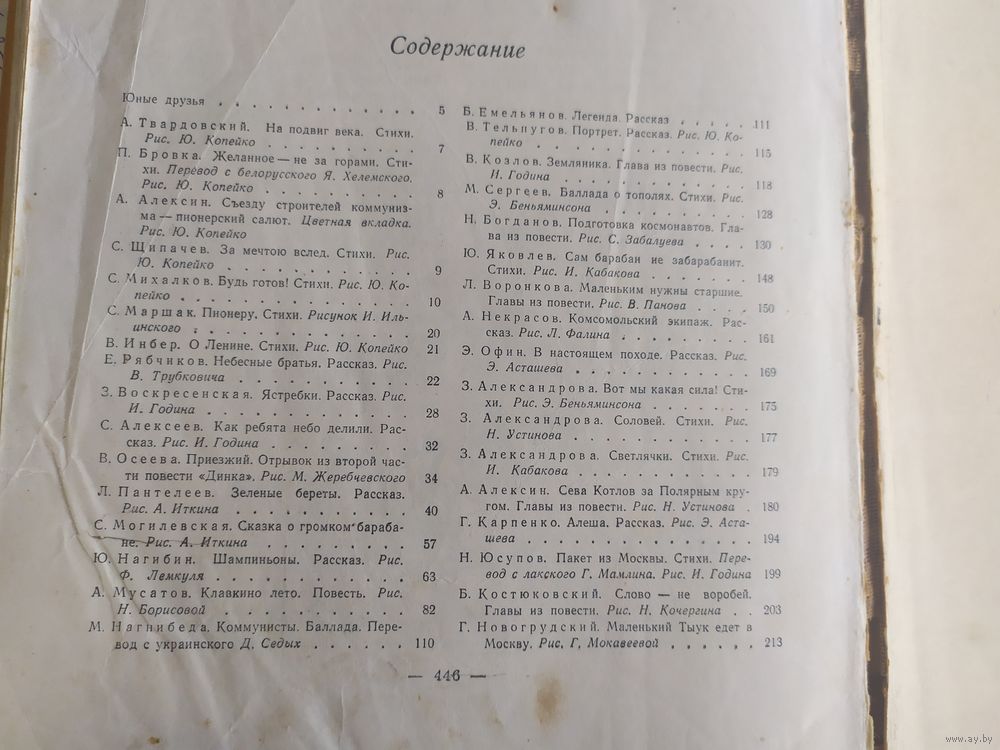 Содержание
Юные друзья . . . . . . . . . . . . . 5
А. Твардовский. На подвиг века. Стихи.
Рис. Ю. Копейко . . . . . . . . . . 7
П. Бровка. Желанное — не за горами. Сти-
хи. Перевод с белорусского Я. Хелемского.
Рис. Ю. Копейко . . . . . . . . . . 8
А. Алексин. Съезду строителей коммуниз-
ма — пионерский салют. Цветная вкладка.
Рис. Ю. Копейко
С. Щипачев. За мечтою вслед. Стихи. Рис.
Ю. Копейко . . . . . . . . . . . . 9
С. Михалков. Будь готов! Стихи. Рис. Ю. Ко-
пейко . . . . . . . . . . . . . . 10
С. Маршак. Пионеру. Стихи. Рисунок И. Иль-
инского . . . . . . . . . . . . . 20
В. Инбер. О Ленине. Стихи. Рис. Ю. Копейко 21
Е. Рябчиков. Небесные братья. Рассказ. Рис.
В. Трубковича . . . . . . . . . . . 22
З. Воскресенская. Ястребки. Рассказ. Рис.
И. Година . . . . . . . . . . . . 28
С. Алексеев. Как ребята небо делили. Рас-
сказ. Рис. И. Година . . . . . . . . 32
В. Осеева. Приезжий. Отрывок из второй час-
ти повести «Динка». Рис. М. Жеребчевского 34
Л. Пантелеев. Зеленые береты. Рассказ.
Рис. А. Иткина . . . . . . . . . . 40
С. Могилевская. Сказка о громком бараба-
не. Рис. А. Иткина . . . . . . . . . 57
Ю. Нагибин. Шампиньоны. Рассказ. Рис.
Ф. Лемкуля . . . . . . . . . . . . 63
А. Мусатов. Клавкино лето. Повесть. Рис.
Н. Борисовой . . . . . . . . . . . 82
М. Нагнибеда. Коммунисты. Баллада. Пере-
вод с украинского Д. Седых . . . . . . 110
Б. Емельянов. Легенда. Рассказ . . . . . 111
В. Тельпугов. Портрет. Рассказ. Рис. Ю. Ко-
пейко . . . . . . . . . . . . . . 115
В. Козлов. Земляника. Глава из повести. Рис.
И. Година . . . . . . . . . . . . 118
М. Сергеев. Баллада о тополях. Стихи. Рис.
Э. Беньяминсона . . . . . . . . . . 128
Н. Богданов. Подготовка космонавтов. Гла-
ва из повести. Рис. С. Забалуева . . . . 130
Ю. Яковлев. Сам барабан не забарабанит.
Стихи. Рис. И. Кабакова . . . . . . . 148
Л. Воронкова. Маленьким нужны старшие.
Главы из повести. Рис. В. Панова . . . . 150
А. Некрасов. Комсомольский экипаж. Рас-
сказ. Рис. Л. Фалина . . . . . . . . 161
Э. Офин. В настоящем походе. Рассказ. Рис.
Э. Асташева . . . . . . . . . . . . 169
З. Александрова. Вот мы какая сила! Сти-
хи. Рис. Э. Беньяминсона . . . . . . . 175
З. Александрова. Соловей. Стихи. Рис.
Н. Устинова . . . . . . . . . . . . 177
З. Александрова. Светлячки. Стихи. Рис.
И. Кабакова . . . . . . . . . . . . 179
А. Алексин. Сева Котлов за Полярным кру-
гом. Главы из повести. Рис. Н. Устинова . 180
Г. Карпенко. Алеша. Рассказ. Рис. Э. Аста-
шева . . . . . . . . . . . . . . . 194
Н. Юсупов. Пакет из Москвы. Стихи. Пере-
вод с лакского Г. Мамлина. Рис. И. Година 199
Б. Костюковский. Слово — не воробей.
Главы из повести. Рис. Н. Кочергина . . 203
Г. Новогрудский. Маленький Тыук едет в
Москву. Рис. Г. Мокавеевой . . . . . . 213
— 446 —
www.ay.by